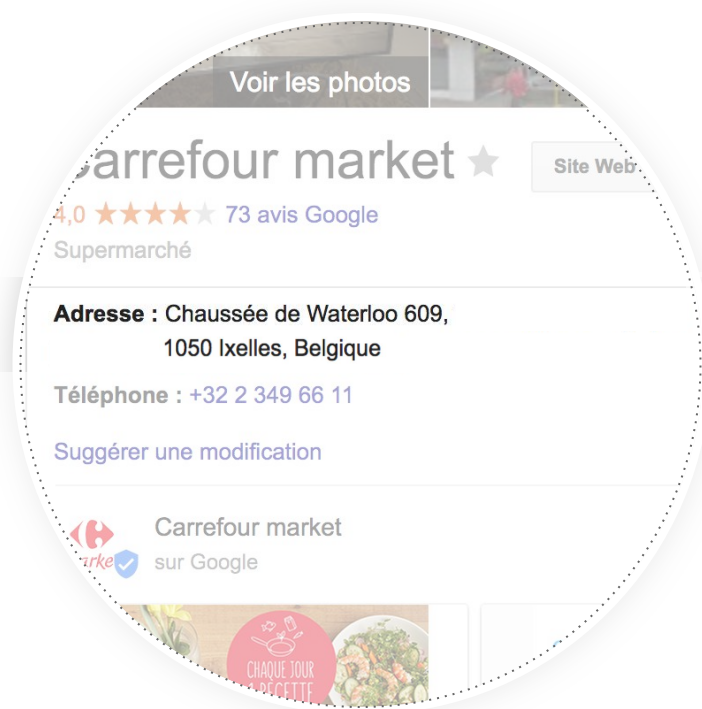 Voir les photos
Carrefour market
Site Web
4,0 73 avis Google
Supermarché
Adresse : Chaussée de Waterloo 609,
1050 Ixelles, Belgique
Téléphone : +32 2 349 66 11
Suggérer une modification
Carrefour market
sur Google
CHAQUE JOUR
RECETTE